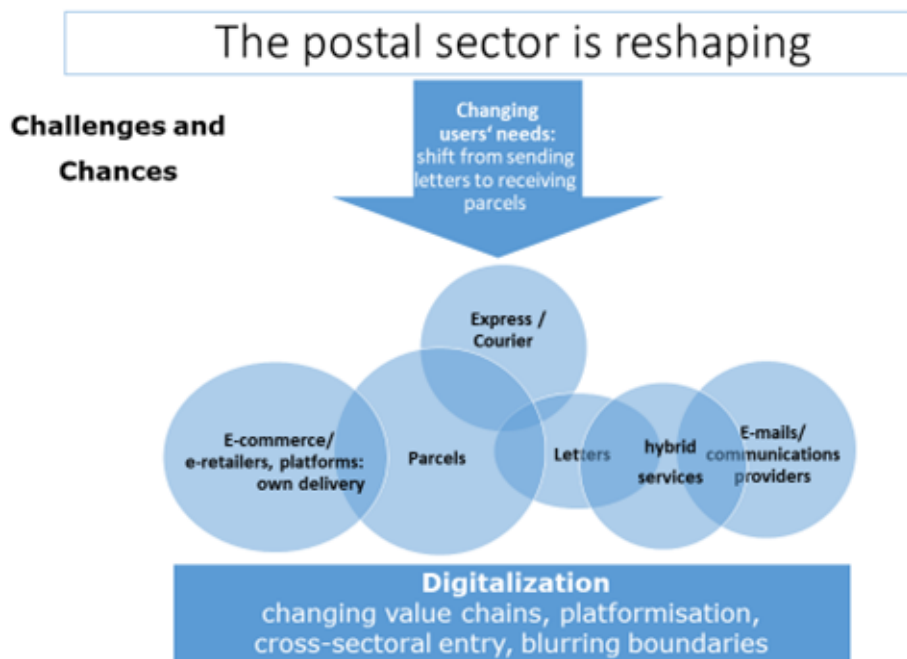 The postal sector is reshaping
Challenges and
Chances
Changing
users‘ needs:
shift from sending
letters to receiving
parcels
Express /
Courier
E-commerce/
e-retailers, platforms:
own delivery
Parcels
Letters
hybrid
services
E-mails/
communications
providers
Digitalization
changing value chains, platformisation,
cross-sectoral entry, blurring boundaries